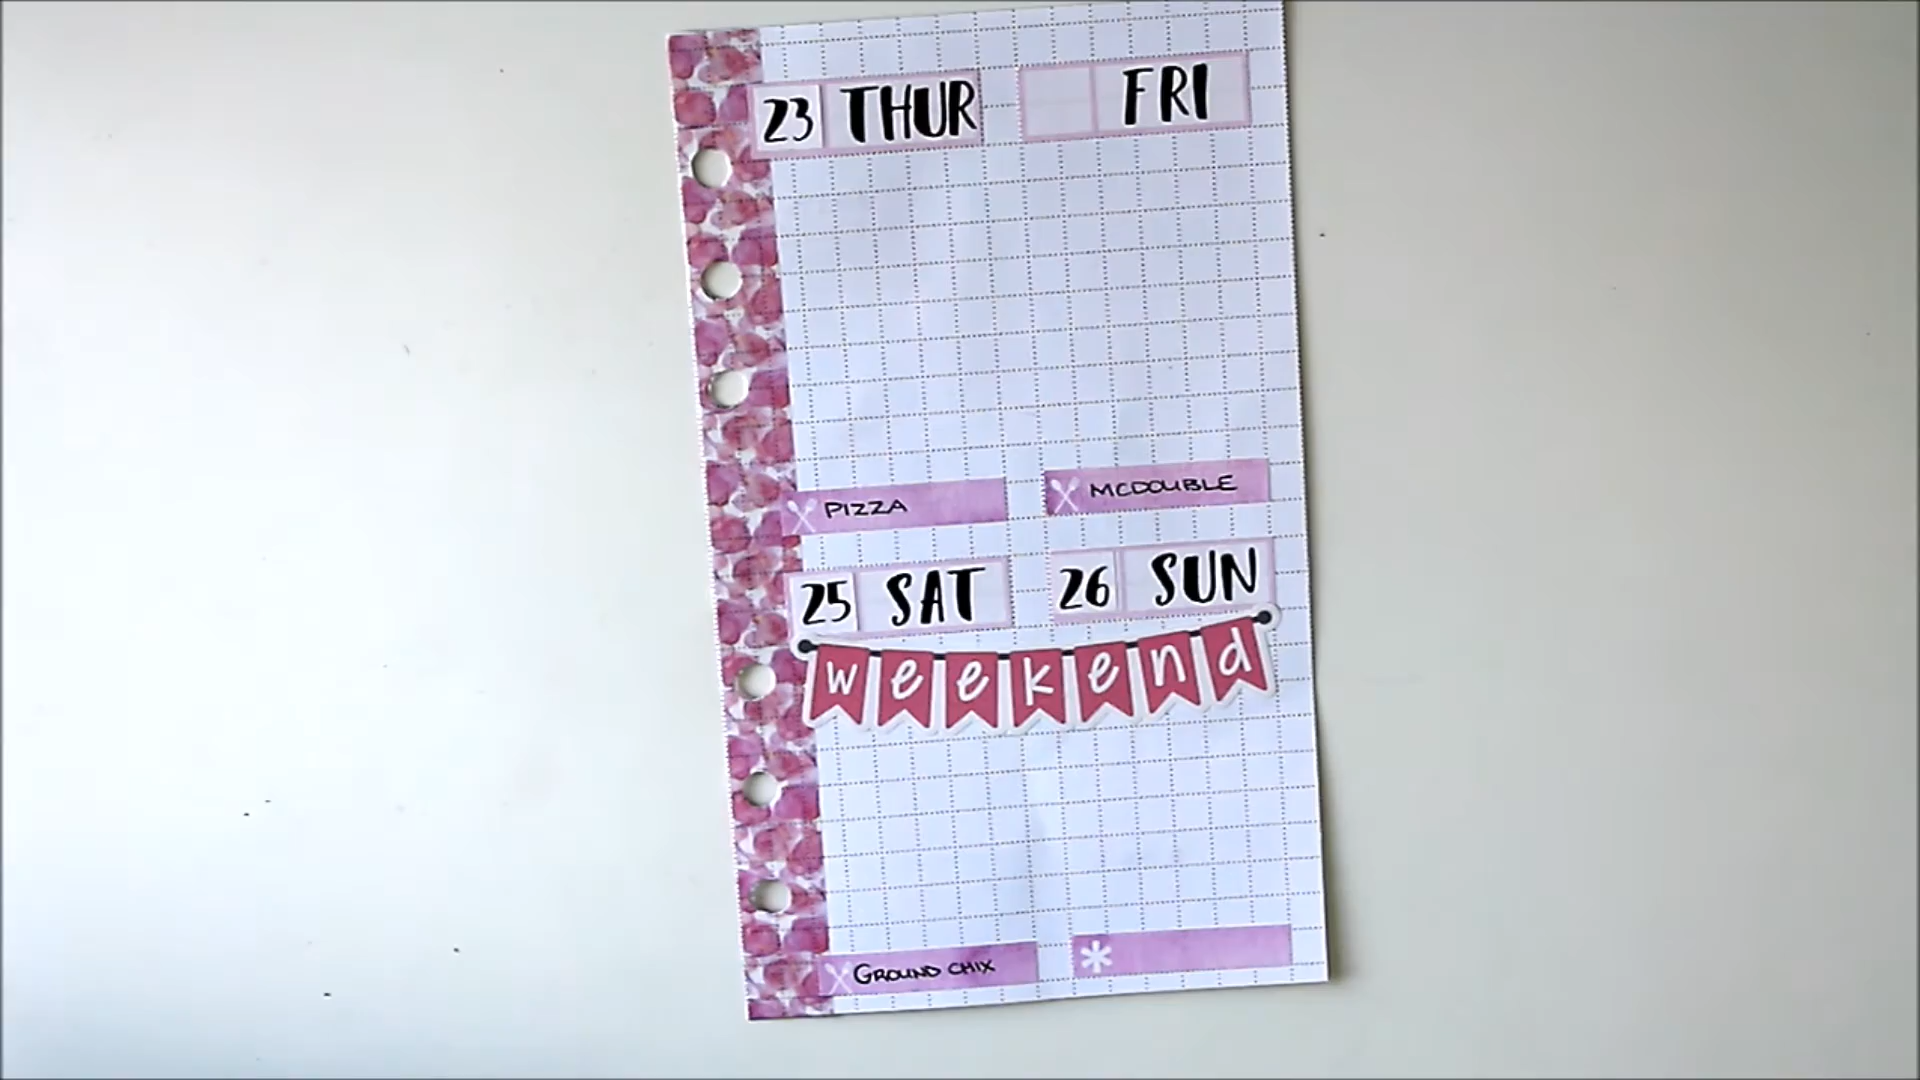 23 THUR
FRI
PIZZA
MCDOUBLE
25 SAT
26 SUN
weekend
GROUND CHIX